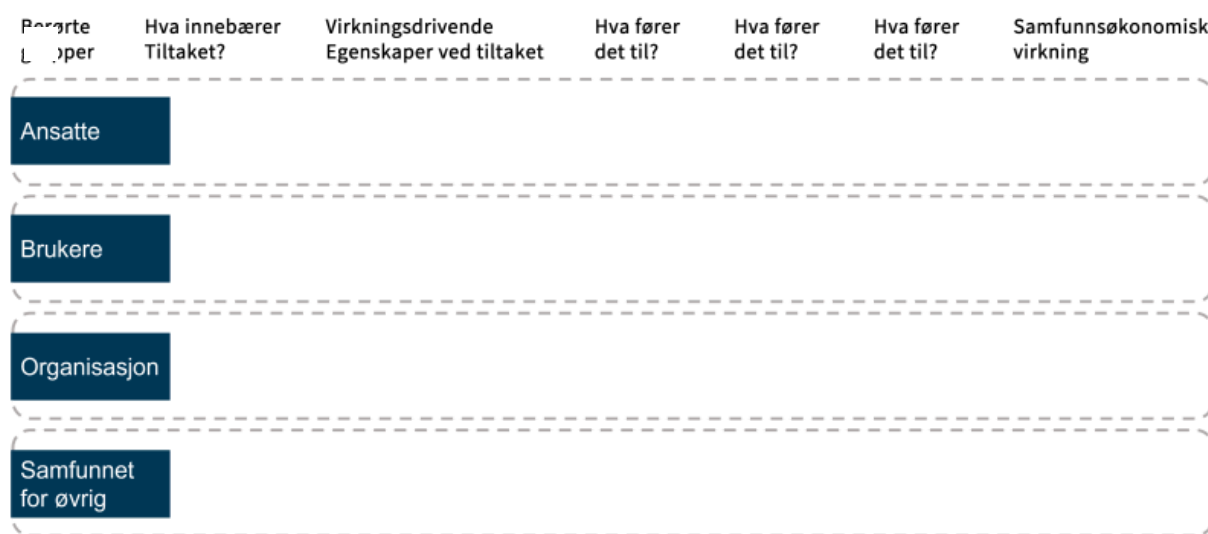 Hva innebærer
Tiltaket?
Virkningsdrivende
Egenskaper ved tiltaket
Hva fører
det til?
Hva fører
det til?
Hva fører
det til?
Samfunnsøkonomisk
virkning
Ansatte
Brukere
Organisasjon
Samfunnet
for øvrig